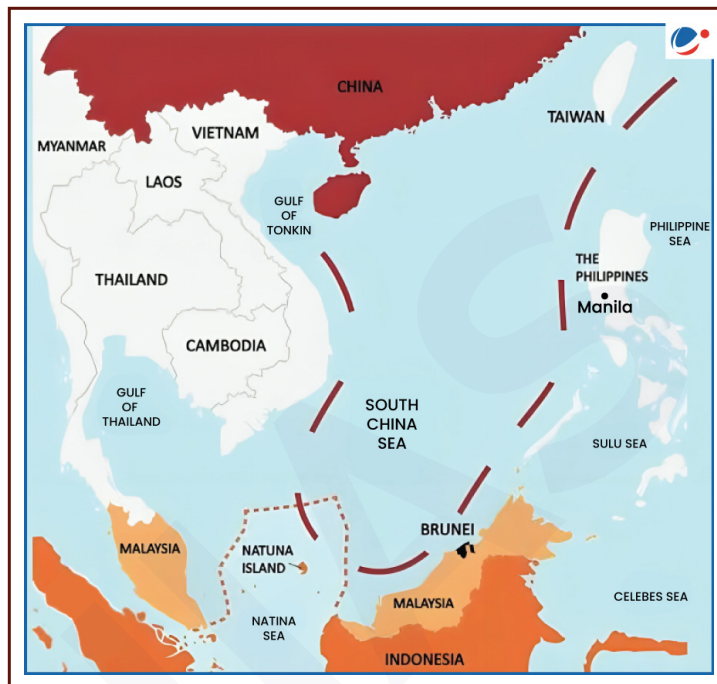 CHINA
TAIWAN
VIETNAM
MYANMAR
LAOS
GULF
OF
TONKIN
PHILIPPINE
SEA
THE
PHILIPPINES
Manila
THAILAND
CAMBODIA
GULF
OF
THAILAND
SOUTH
CHINA
SEA
SULU SEA
BRUNEI
MALAYSIA
NATUNA
ISLAND
MALAYSIA
CELEBES SEA
NATINA
SEA
INDONESIA